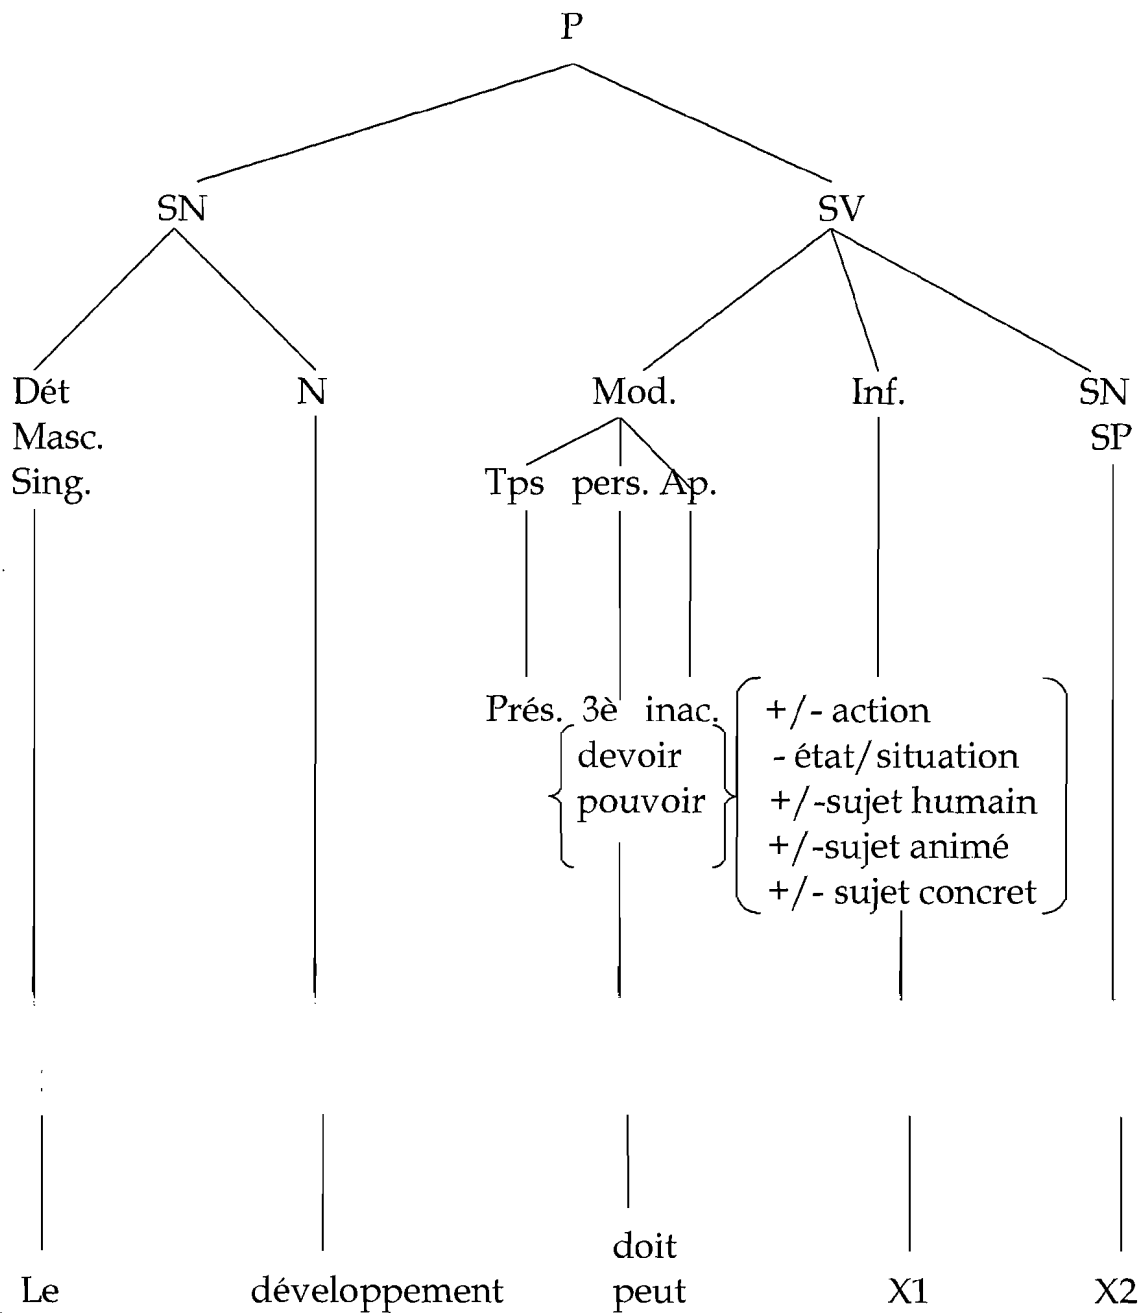 P
SN SV
Dét N Mod. Inf. SN
Masc. SP
Sing. Tps pers. Ap.
Prés. 3è inac. +/- action
devoir - état/situation
pouvoir +/-sujet humain
+/-sujet animé
+/- sujet concret
doit
Le développement peut X1 X2